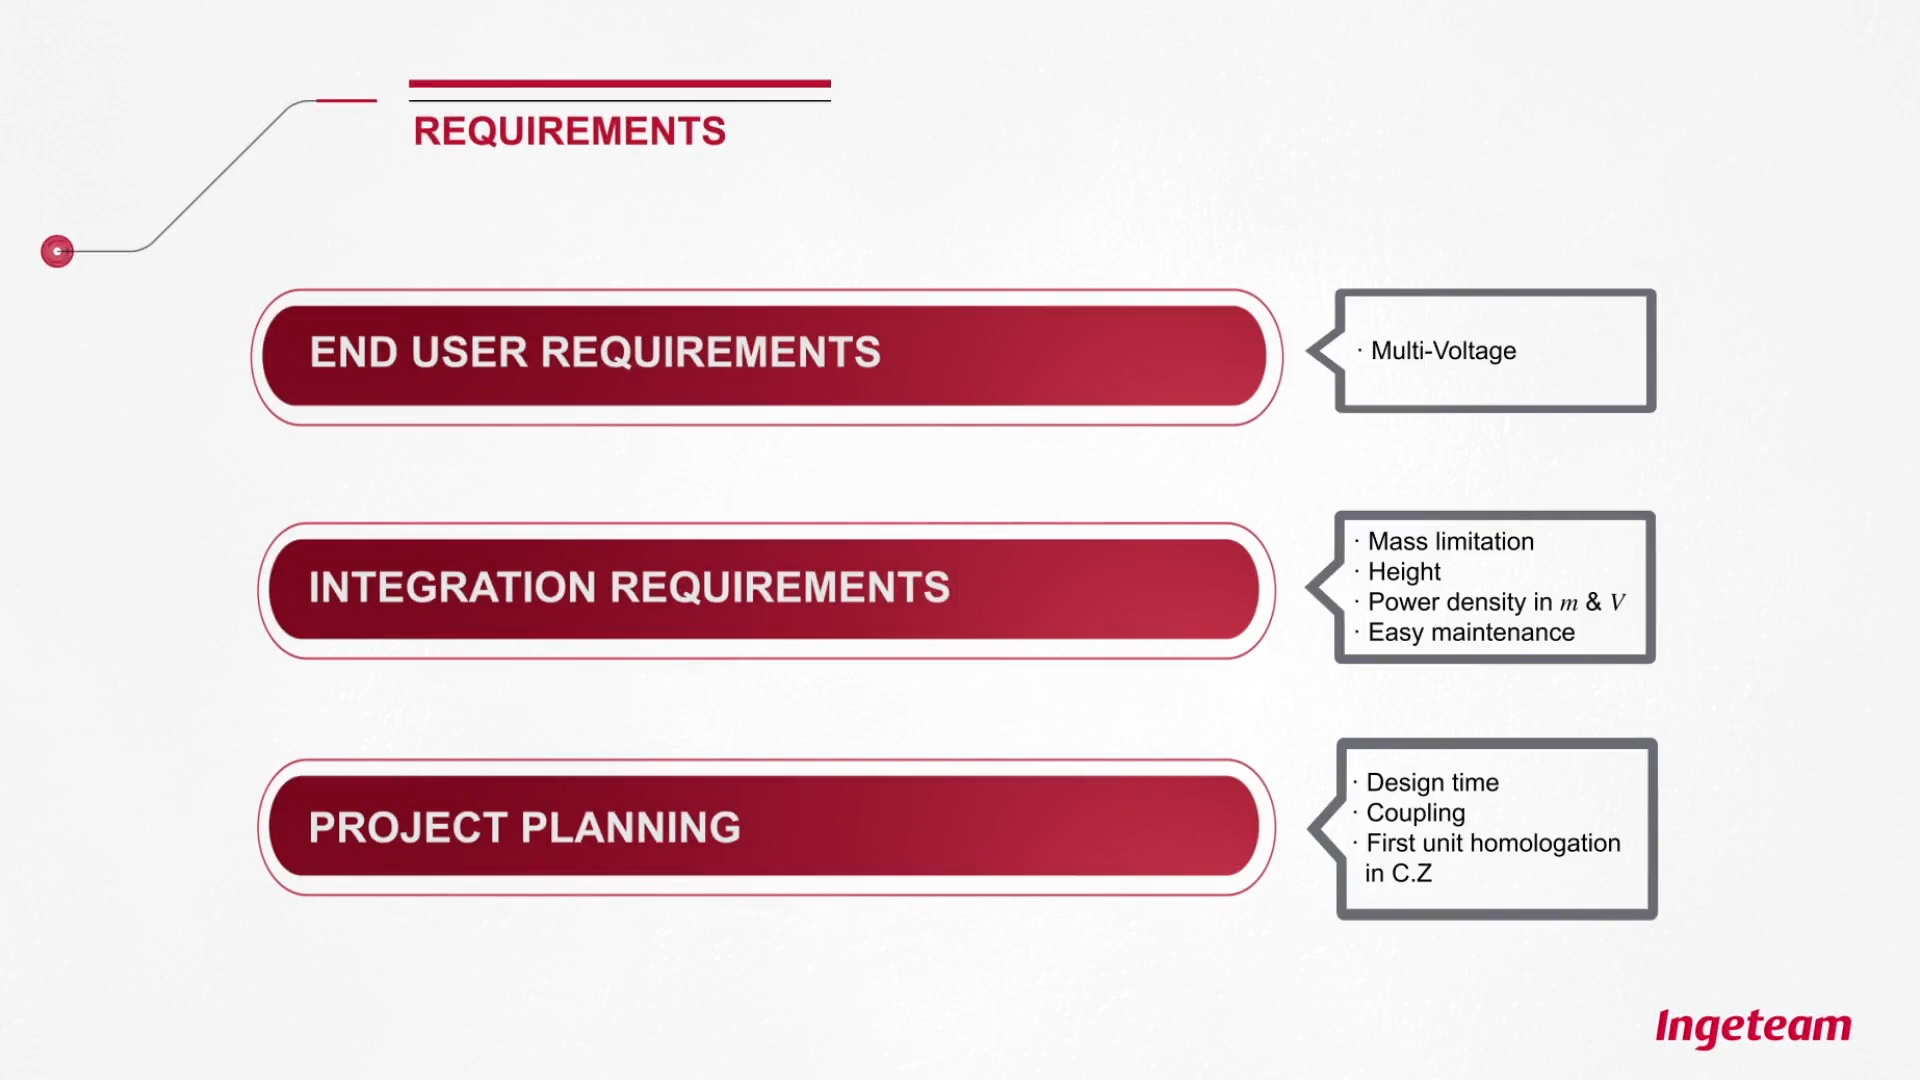 REQUIREMENTS
END USER REQUIREMENTS
· Multi-Voltage
INTEGRATION REQUIREMENTS
· Mass limitation
· Height
· Power density in m & V
· Easy maintenance
PROJECT PLANNING
· Design time
· Coupling
· First unit homologation
in C.Z
Ingeteam